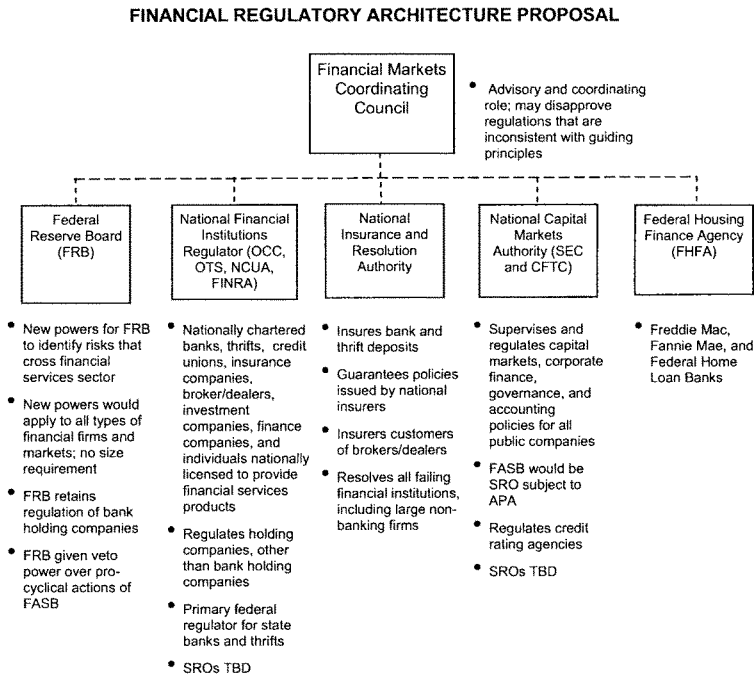 FINANCIAL REGULATORY ARCHITECTURE PROPOSAL
Financial Markets
Coordinating
Council
• Advisory and coordinating
role; may disapprove
regulations that are
inconsistent with guiding
principles
Federal
Reserve Board
(FRB)
National Financial
Institutions
Regulator (OCC,
OTS, NCUA,
FINRA)
National
Insurance and
Resolution
Authority
National Capital
Markets
Authority (SEC
and CFTC)
Federal Housing
Finance Agency
(FHFA)
• New powers for FRB
to identify risks that
cross financial
services sector
• New powers would
apply to all types of
financial firms and
markets; no size
requirement
• FRB retains
regulation of bank
holding companies
• FRB given veto
power over pro-
cyclical actions of
FASB
• Nationally chartered
banks, thrifts, credit
unions, insurance
companies,
broker/dealers,
investment
companies, finance
companies, and
individuals nationally
licensed to provide
financial services
products
• Regulates holding
companies, other
than bank holding
companies
• Primary federal
regulator for state
banks and thrifts
• SROs TBD
• Insures bank and
thrift deposits
• Guarantees policies
issued by national
insurers
• Insurers customers
of brokers/dealers
• Resolves all failing
financial institutions,
including large non-
banking firms
• Supervises and
regulates capital
markets, corporate
finance,
governance, and
accounting
policies for all
public companies
• FASB would be
SRO subject to
APA
• Regulates credit
rating agencies
• SROs TBD
• Freddie Mac,
Fannie Mae, and
Federal Home
Loan Banks